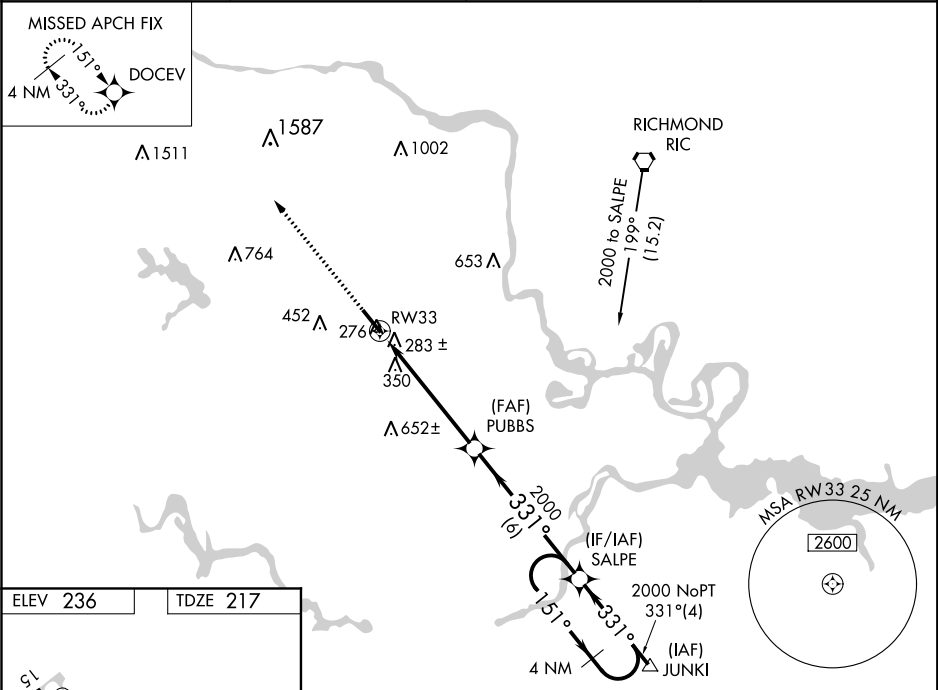 MISSED APCH FIX
151°
DOCEV
4 NM
331°
1587
1511
1002
RICHMOND
RIC
2000 to SALPE
199°
(15.2)
764
653
452
276
RW33
283 ±
350
(FAF)
PUBBS
652±
2000
331°
(6)
(IF/IAF)
SALPE
MSA RW33 25 NM
2600
2000 NoPT
331°(4)
151°
331°
4 NM
(IAF)
JUNKI
ELEV 236
TDZE 217
15